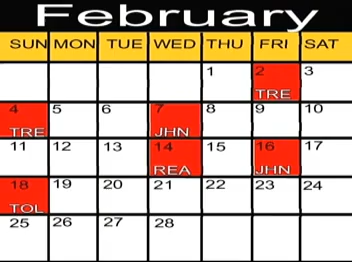 February
SUN MON TUE WED THU FRI SAT
1 2 3
TRE
4 5 6 7 8 9 10
TRE JHN
11 12 13 14 15 16 17
REA JHN
18 19 20 21 22 23 24
TOL
25 26 27 28